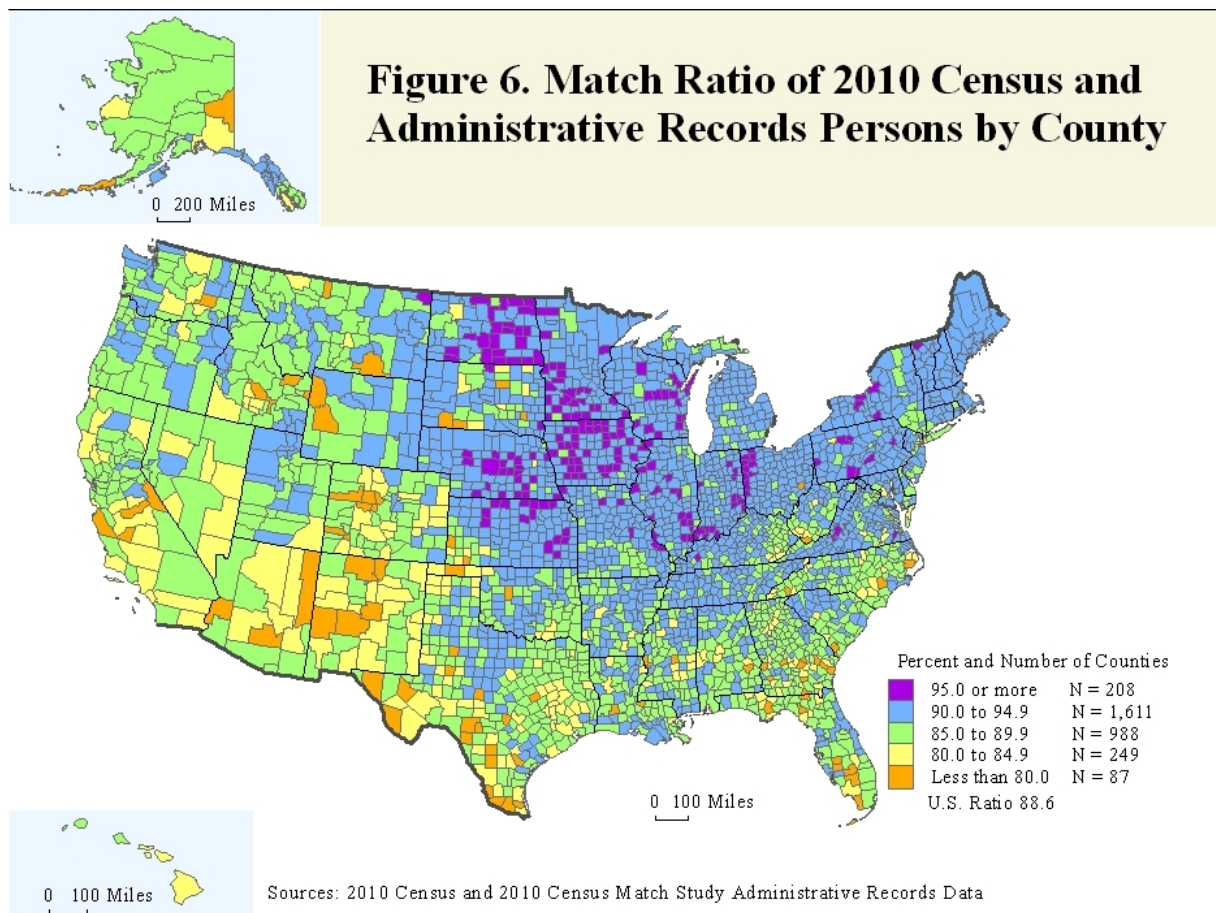 Figure 6. Match Ratio of 2010 Census and
Administrative Records Persons by County
0 200 Miles
Percent and Number of Counties
95.0 or more N = 208
90.0 to 94.9 N = 1,611
85.0 to 89.9 N = 988
80.0 to 84.9 N = 249
Less than 80.0 N = 87
U.S. Ratio 88.6
0 100 Miles
0 100 Miles
Sources: 2010 Census and 2010 Census Match Study Administrative Records Data